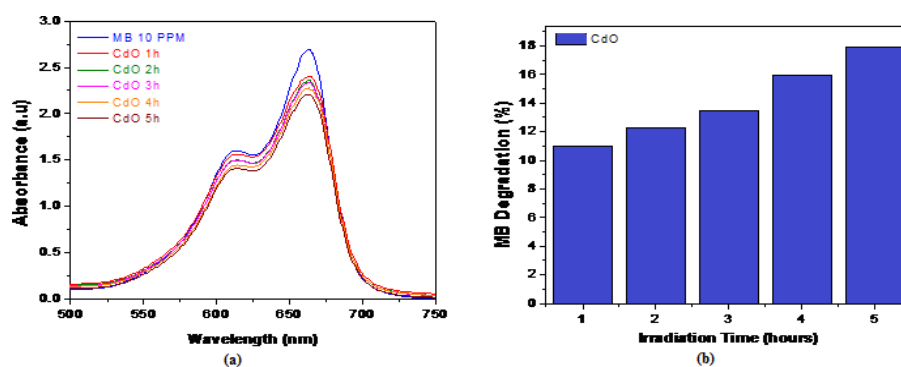 3.0
2.5
2.0
1.5
1.0
0.5
0.0
Absorbance (a.u)
MB 10 PPM
CdO 1h
CdO 2h
CdO 3h
CdO 4h
CdO 5h
500 550 600 650 700 750
Wavelength (nm)
(a)
18
16
14
12
10
8
6
4
2
0
MB Degradation (%)
CdO
1 2 3 4 5
Irradiation Time (hours)
(b)